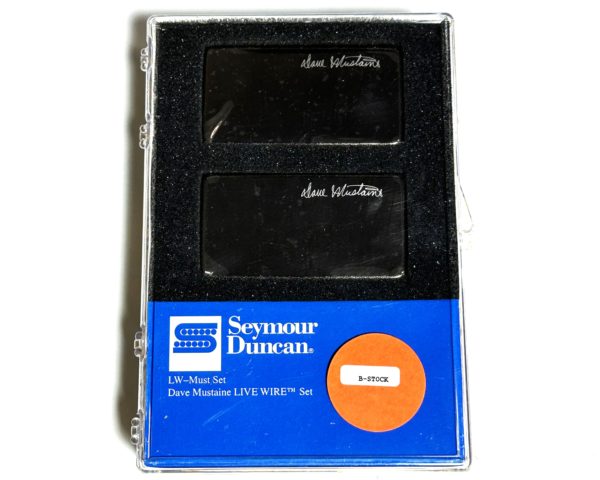 Dave Mustaine
Dave Mustaine
Seymour
Duncan®
LW-Must Set
Dave Mustaine LIVE WIRE™ Set
B-STOCK